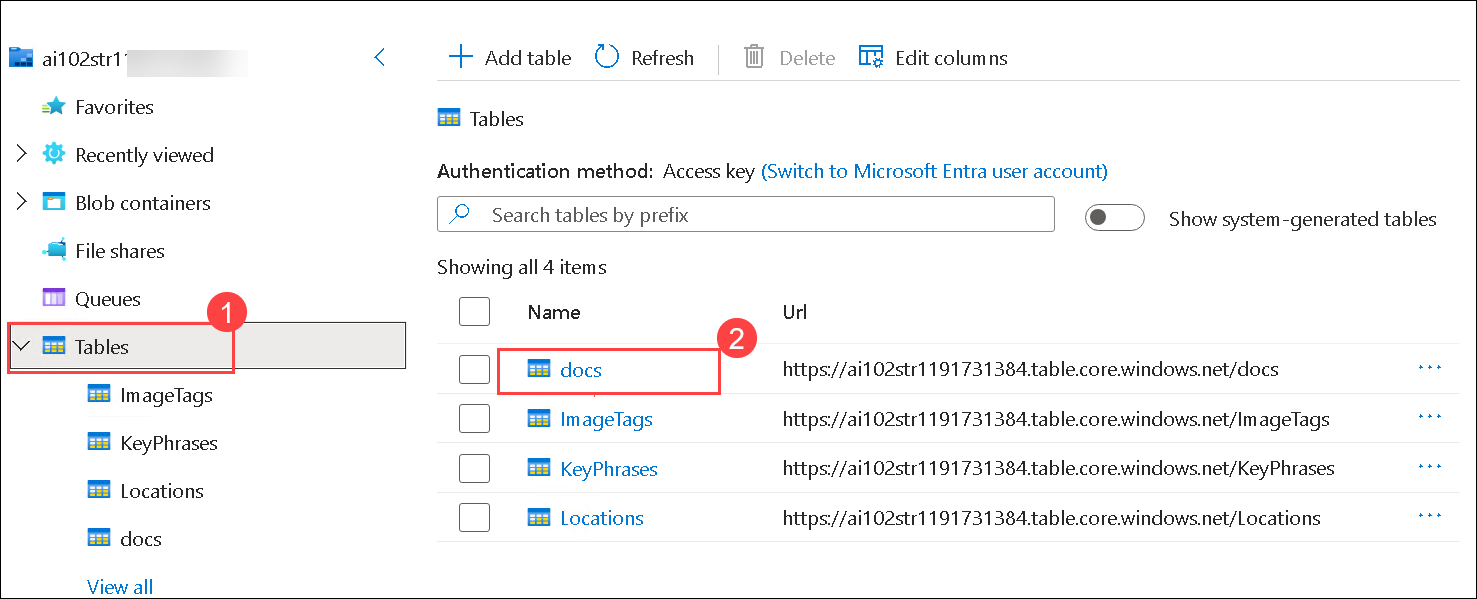 ai102str11
Favorites
Recently viewed
Blob containers
File shares
Queues
1
Tables
ImageTags
KeyPhrases
Locations
docs
View all
Add table Refresh Delete Edit columns
Tables
Authentication method: Access key (Switch to Microsoft Entra user account)
Search tables by prefix Show system-generated tables
Showing all 4 items
Name Url
2
docs https://ai102str1191731384.table.core.windows.net/docs ...
ImageTags https://ai102str1191731384.table.core.windows.net/ImageTags ...
KeyPhrases https://ai102str1191731384.table.core.windows.net/KeyPhrases ...
Locations https://ai102str1191731384.table.core.windows.net/Locations ...